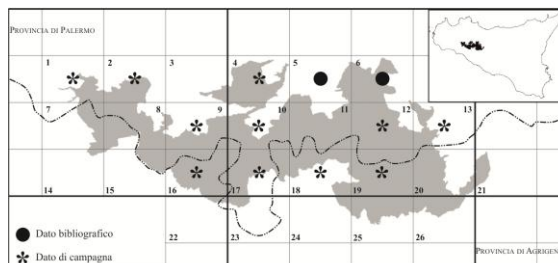 PROVINCIA DI PALERMO
1 2 3 4 5 6
7 8 9 10 11 12 13
14 15 16 17 18 19 20 21
22 23 24 25 26
● Dato bibliografico
* Dato di campagna
PROVINCIA DI AGRIGEN